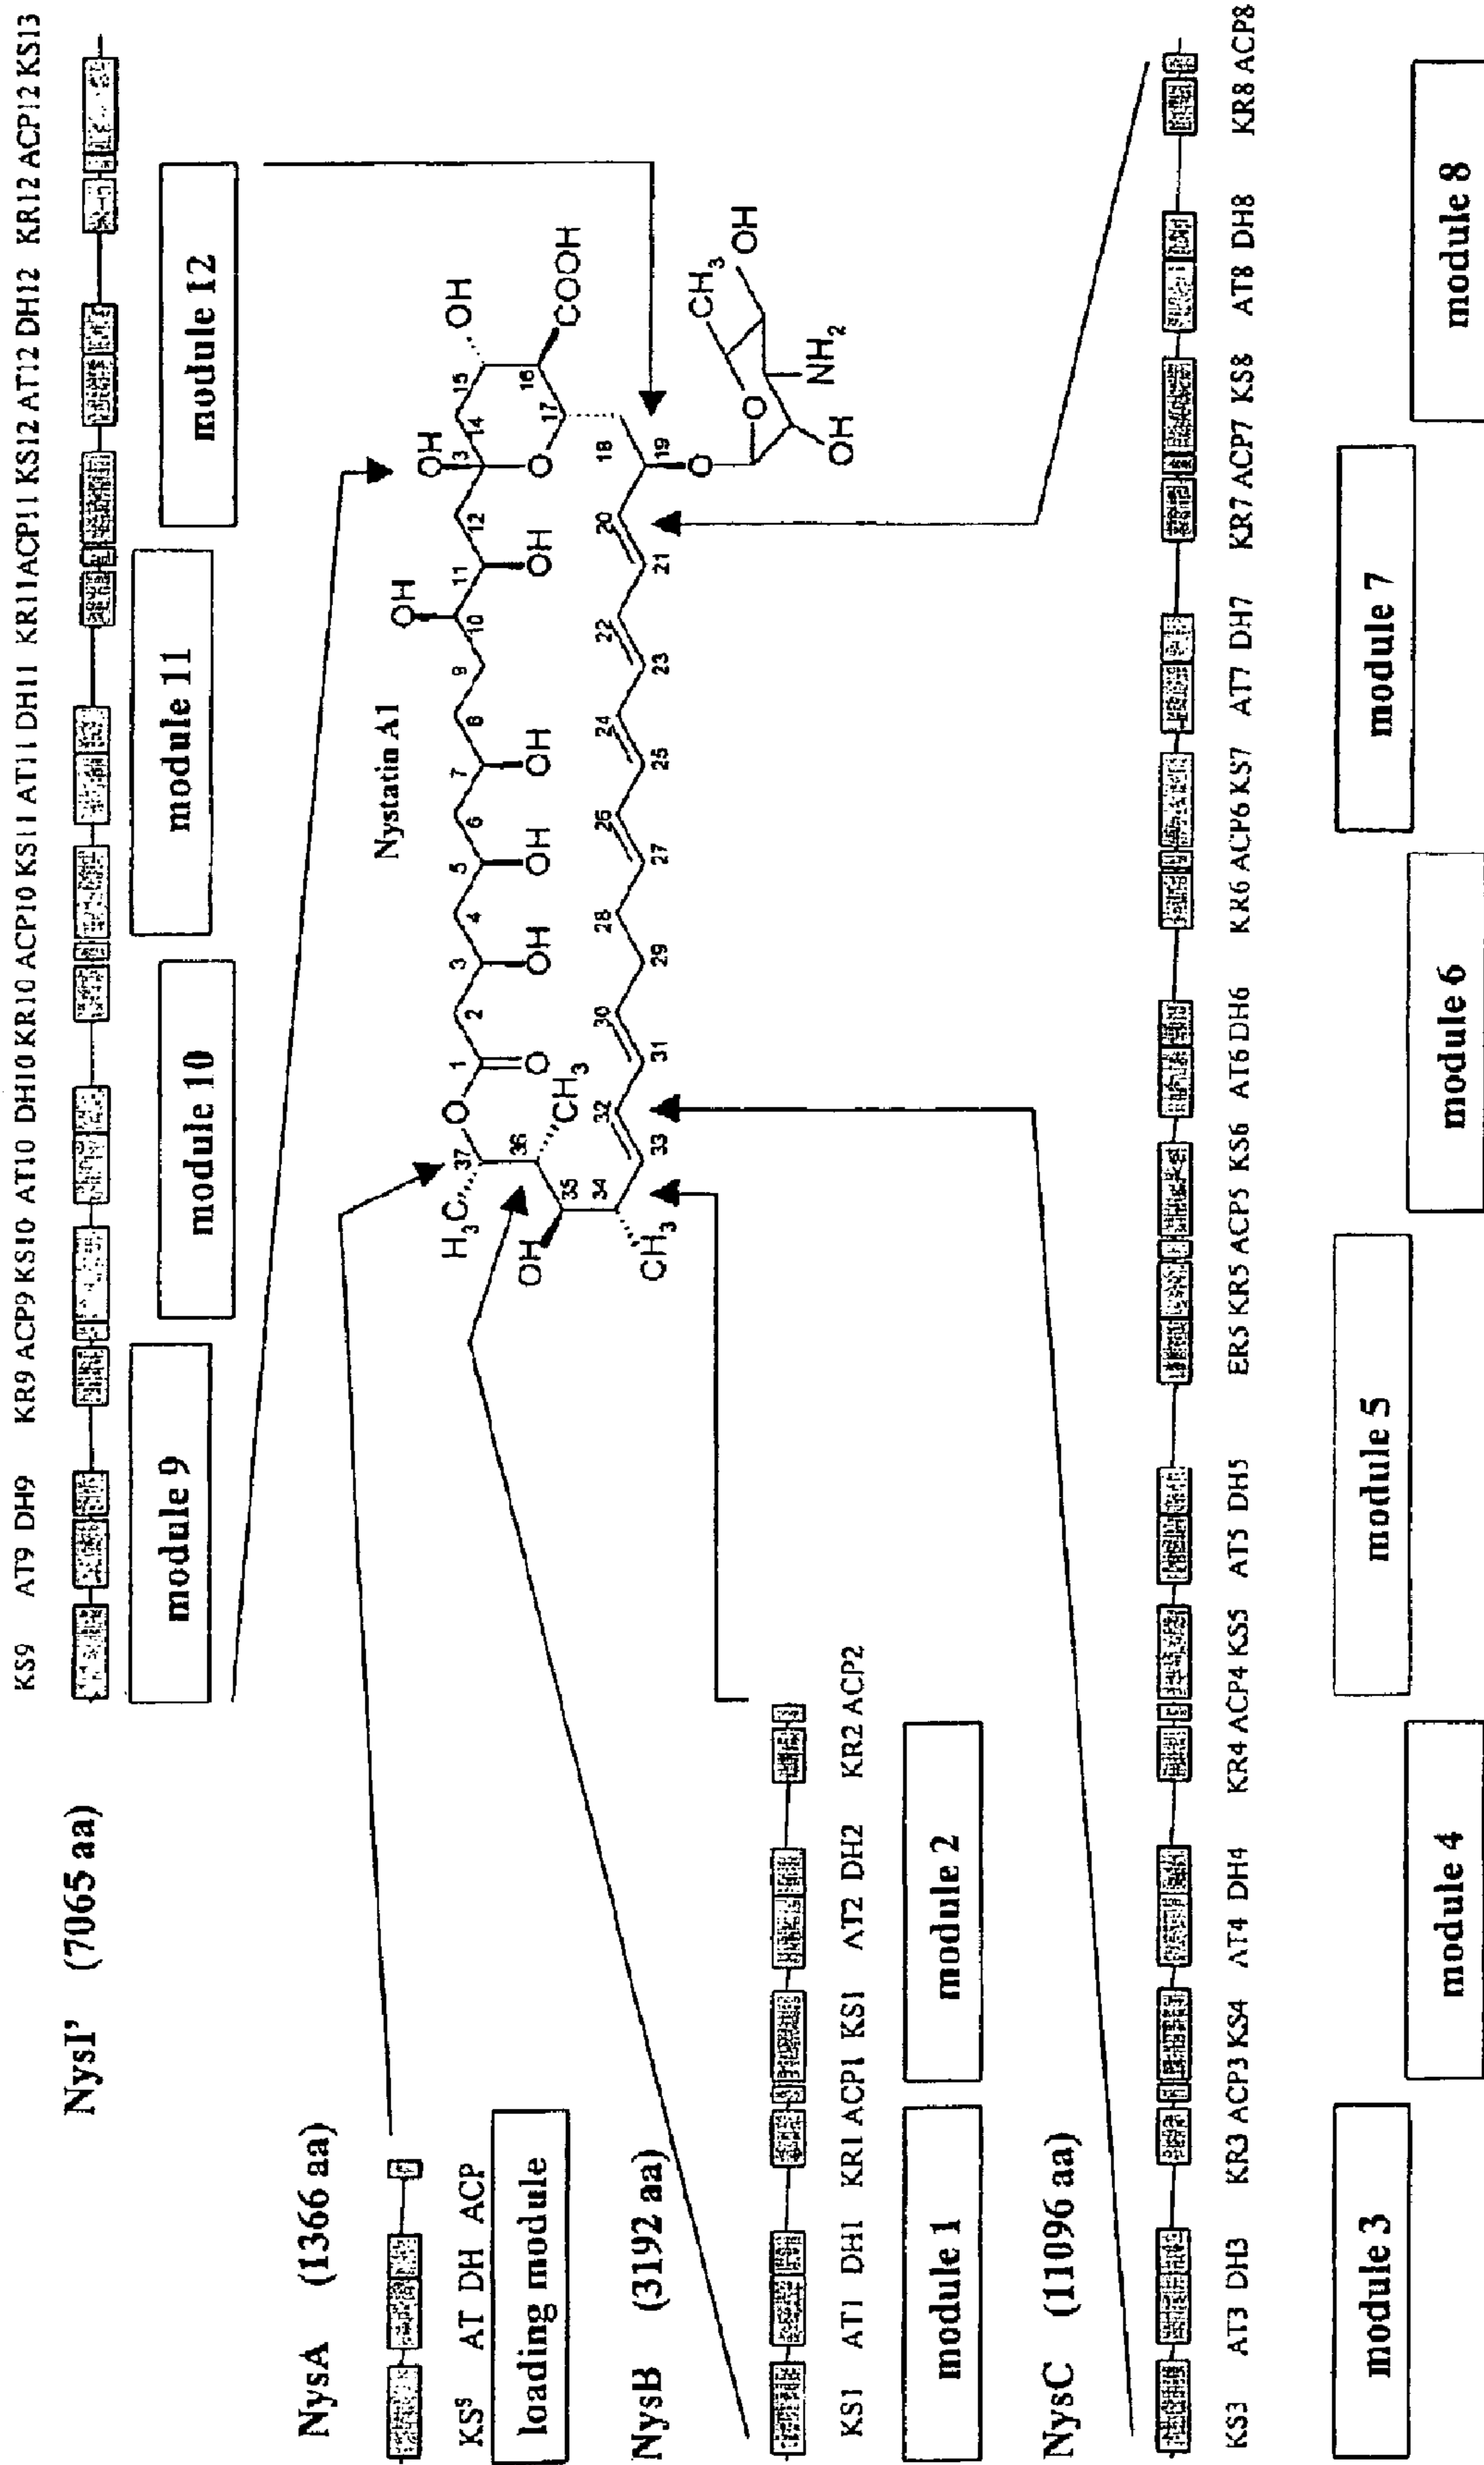 NysI' (7065 aa)
KS9 AT9 DH9 KR9 ACP9 KS10 AT10 DH10 KR10 ACP10 KS11 AT11 DH11 KR11 ACP11 KS12 AT12 DH12 KR12 ACP12 KS13
module 9
module 10
module 11
module 12
NysA (1366 aa)
KSˢ AT DH ACP
loading module
Nystatin A1
H₃C
37
36
35
34
33
32
31
30
29
28
27
26
25
24
23
22
21
20
19
18
17
16
15
14
3
12
11
10
9
8
7
6
5
4
3
2
1
O
O
OH
CH₃
CH₃
OH
OH
OH
OH
OH
OH
O
OH
COOH
O
O
CH₃
OH
NH₂
OH
NysB (3192 aa)
KS1 AT1 DH1 KR1 ACP1 KS1 AT2 DH2 KR2 ACP2
module 1
module 2
NysC (11096 aa)
KS3 AT3 DH3 KR3 ACP3 KS4 AT4 DH4 KR4 ACP4 KS5 AT5 DH5 ER5 KR5 ACP5 KS6 AT6 DH6 KR6 ACP6 KS7 AT7 DH7 KR7 ACP7 KS8 AT8 DH8 KR8 ACP8
module 3
module 4
module 5
module 6
module 7
module 8